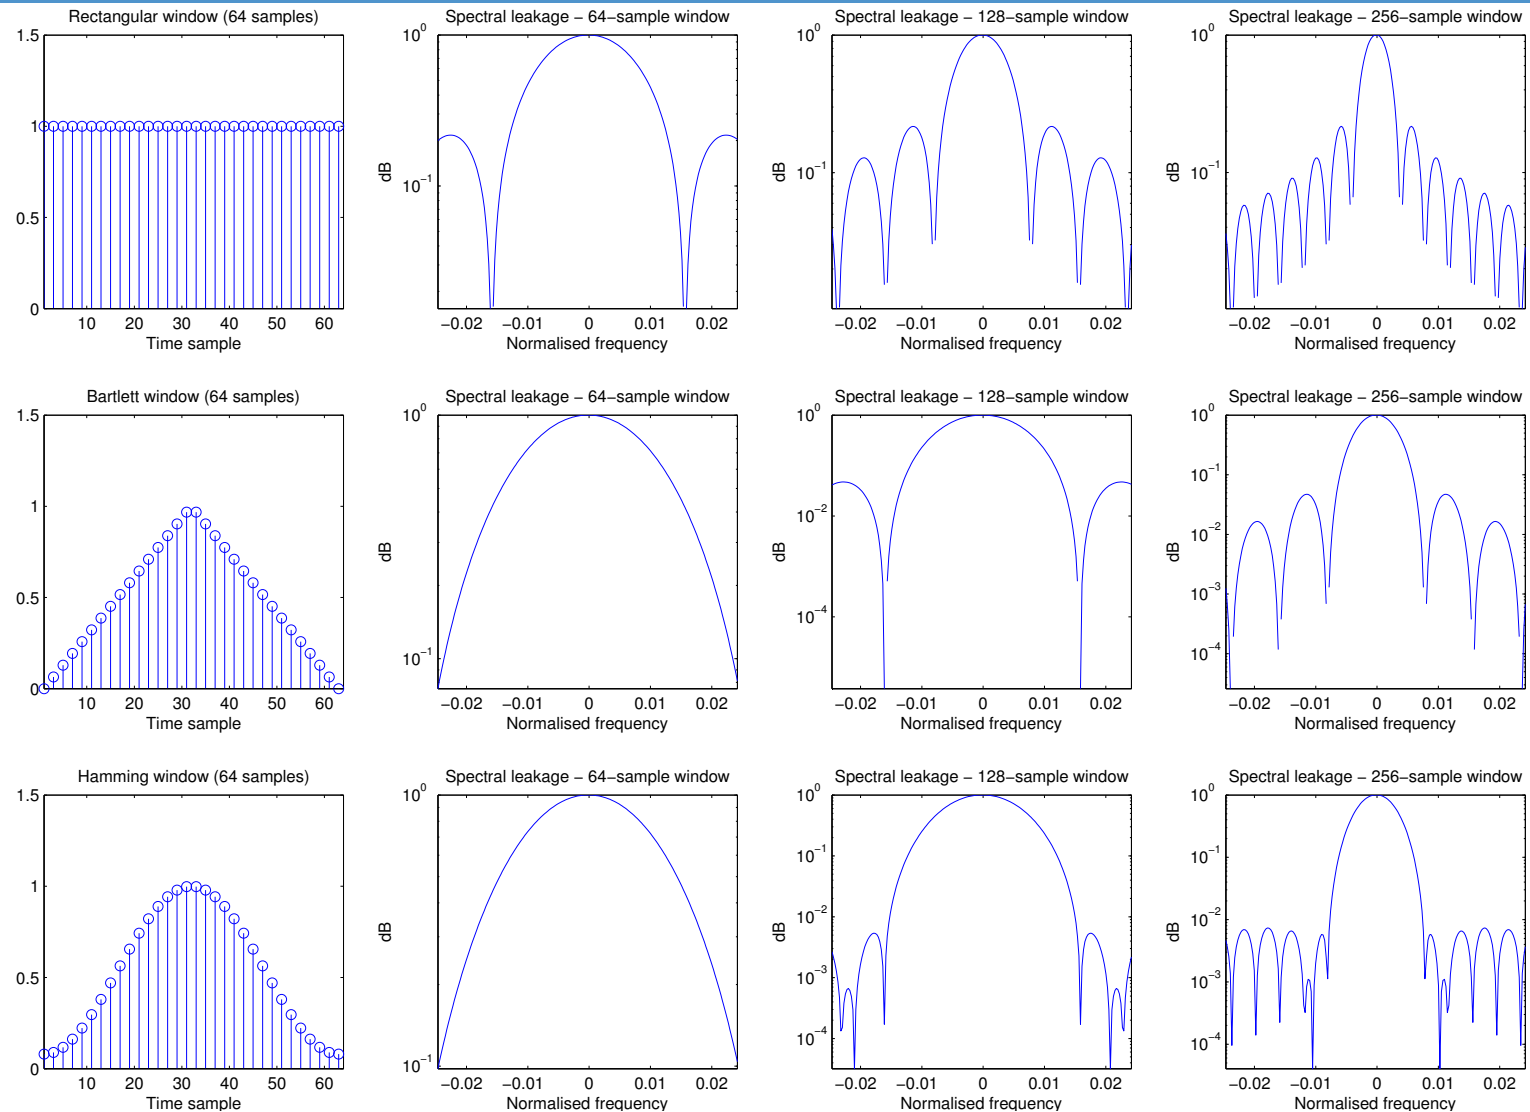 Rectangular window (64 samples)
1.5
1
0.5
0
10 20 30 40 50 60
Time sample
Spectral leakage − 64−sample window
10^0
10^−1
dB
−0.02 −0.01 0 0.01 0.02
Normalised frequency
Spectral leakage − 128−sample window
10^0
10^−1
dB
−0.02 −0.01 0 0.01 0.02
Normalised frequency
Spectral leakage − 256−sample window
10^0
10^−1
dB
−0.02 −0.01 0 0.01 0.02
Normalised frequency
Bartlett window (64 samples)
1.5
1
0.5
0
10 20 30 40 50 60
Time sample
Spectral leakage − 64−sample window
10^0
10^−1
dB
−0.02 −0.01 0 0.01 0.02
Normalised frequency
Spectral leakage − 128−sample window
10^0
10^−2
10^−4
dB
−0.02 −0.01 0 0.01 0.02
Normalised frequency
Spectral leakage − 256−sample window
10^0
10^−1
10^−2
10^−3
10^−4
dB
−0.02 −0.01 0 0.01 0.02
Normalised frequency
Hamming window (64 samples)
1.5
1
0.5
0
10 20 30 40 50 60
Time sample
Spectral leakage − 64−sample window
10^0
10^−1
dB
−0.02 −0.01 0 0.01 0.02
Normalised frequency
Spectral leakage − 128−sample window
10^0
10^−1
10^−2
10^−3
10^−4
dB
−0.02 −0.01 0 0.01 0.02
Normalised frequency
Spectral leakage − 256−sample window
10^0
10^−1
10^−2
10^−3
10^−4
dB
−0.02 −0.01 0 0.01 0.02
Normalised frequency